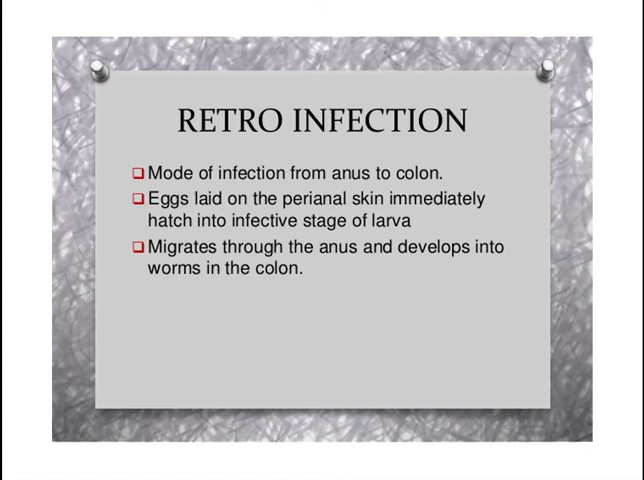 RETRO INFECTION
Mode of infection from anus to colon.
Eggs laid on the perianal skin immediately
hatch into infective stage of larva
Migrates through the anus and develops into
worms in the colon.